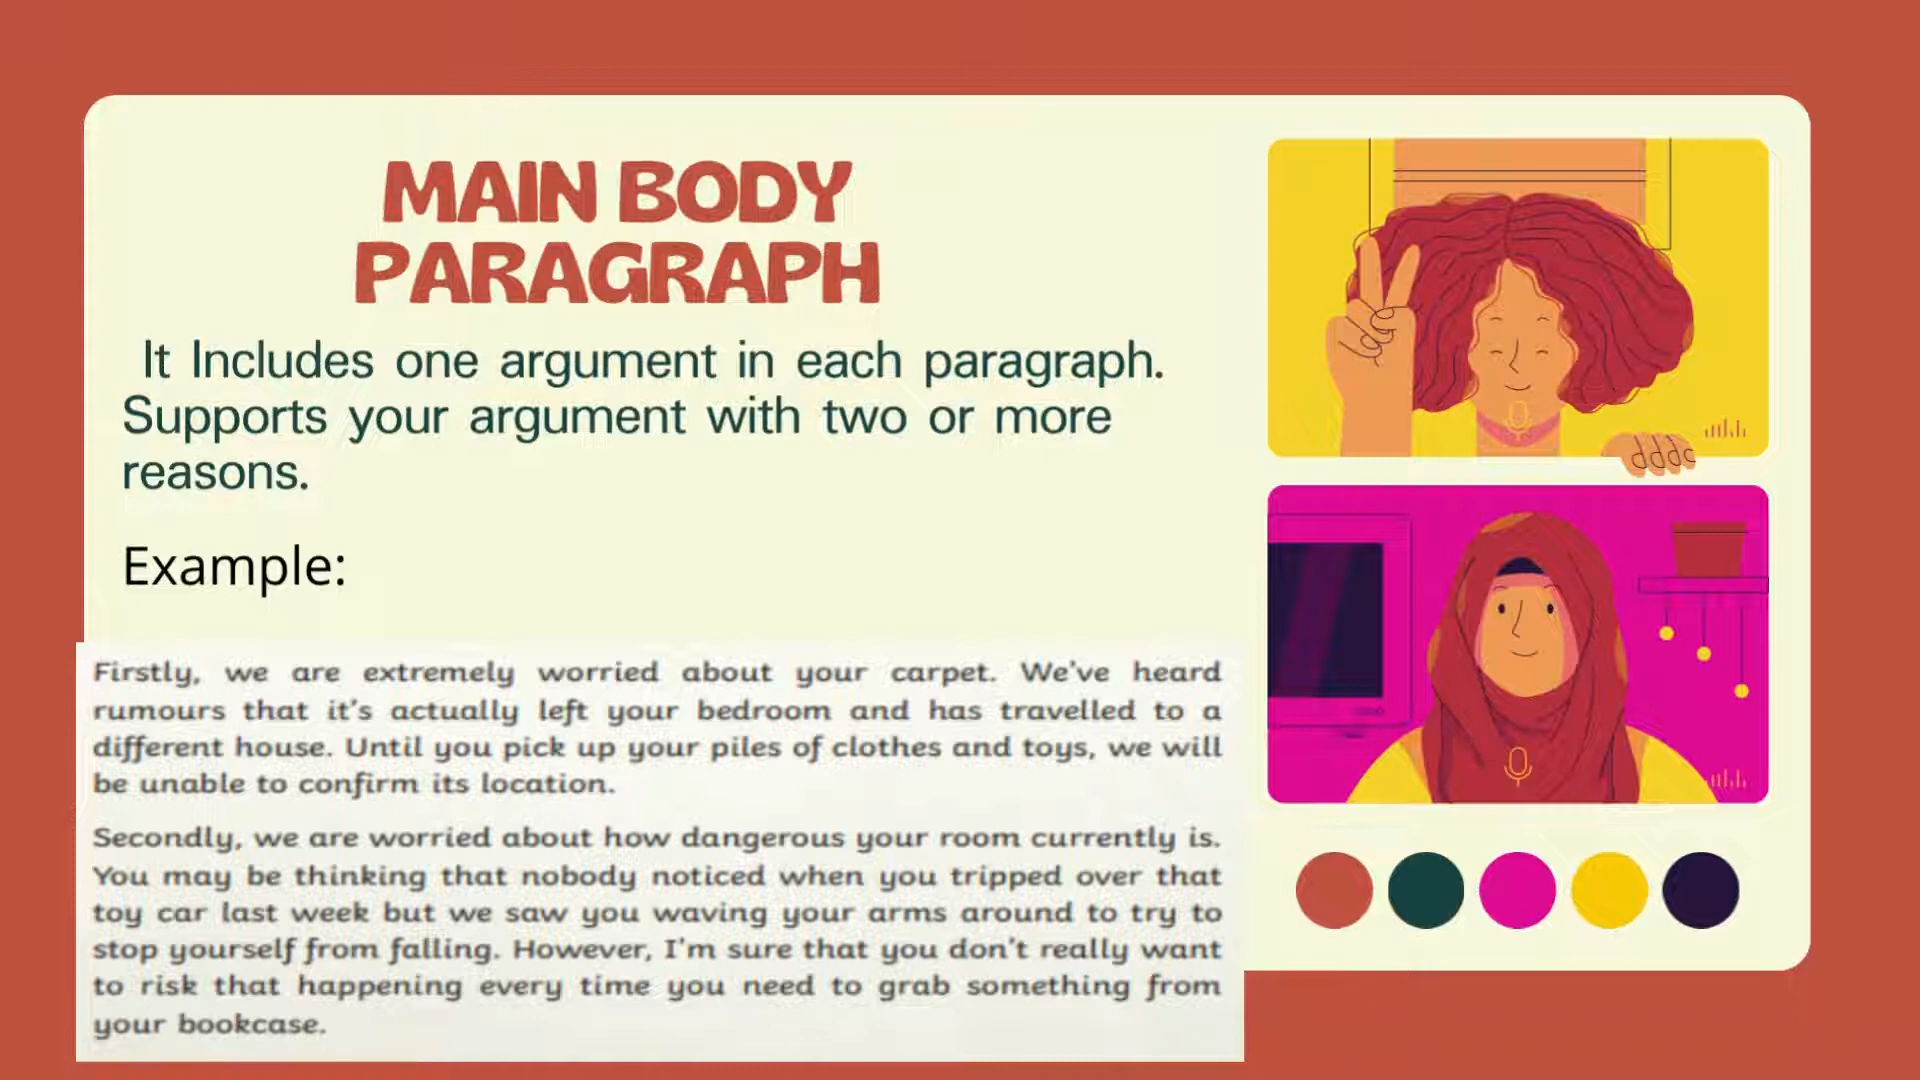 MAIN BODY
PARAGRAPH
It Includes one argument in each paragraph.
Supports your argument with two or more
reasons.
Example:
Firstly, we are extremely worried about your carpet. We've heard
rumours that it's actually left your bedroom and has travelled to a
different house. Until you pick up your piles of clothes and toys, we will
be unable to confirm its location.
Secondly, we are worried about how dangerous your room currently is.
You may be thinking that nobody noticed when you tripped over that
toy car last week but we saw you waving your arms around to try to
stop yourself from falling. However, I'm sure that you don't really want
to risk that happening every time you need to grab something from
your bookcase.